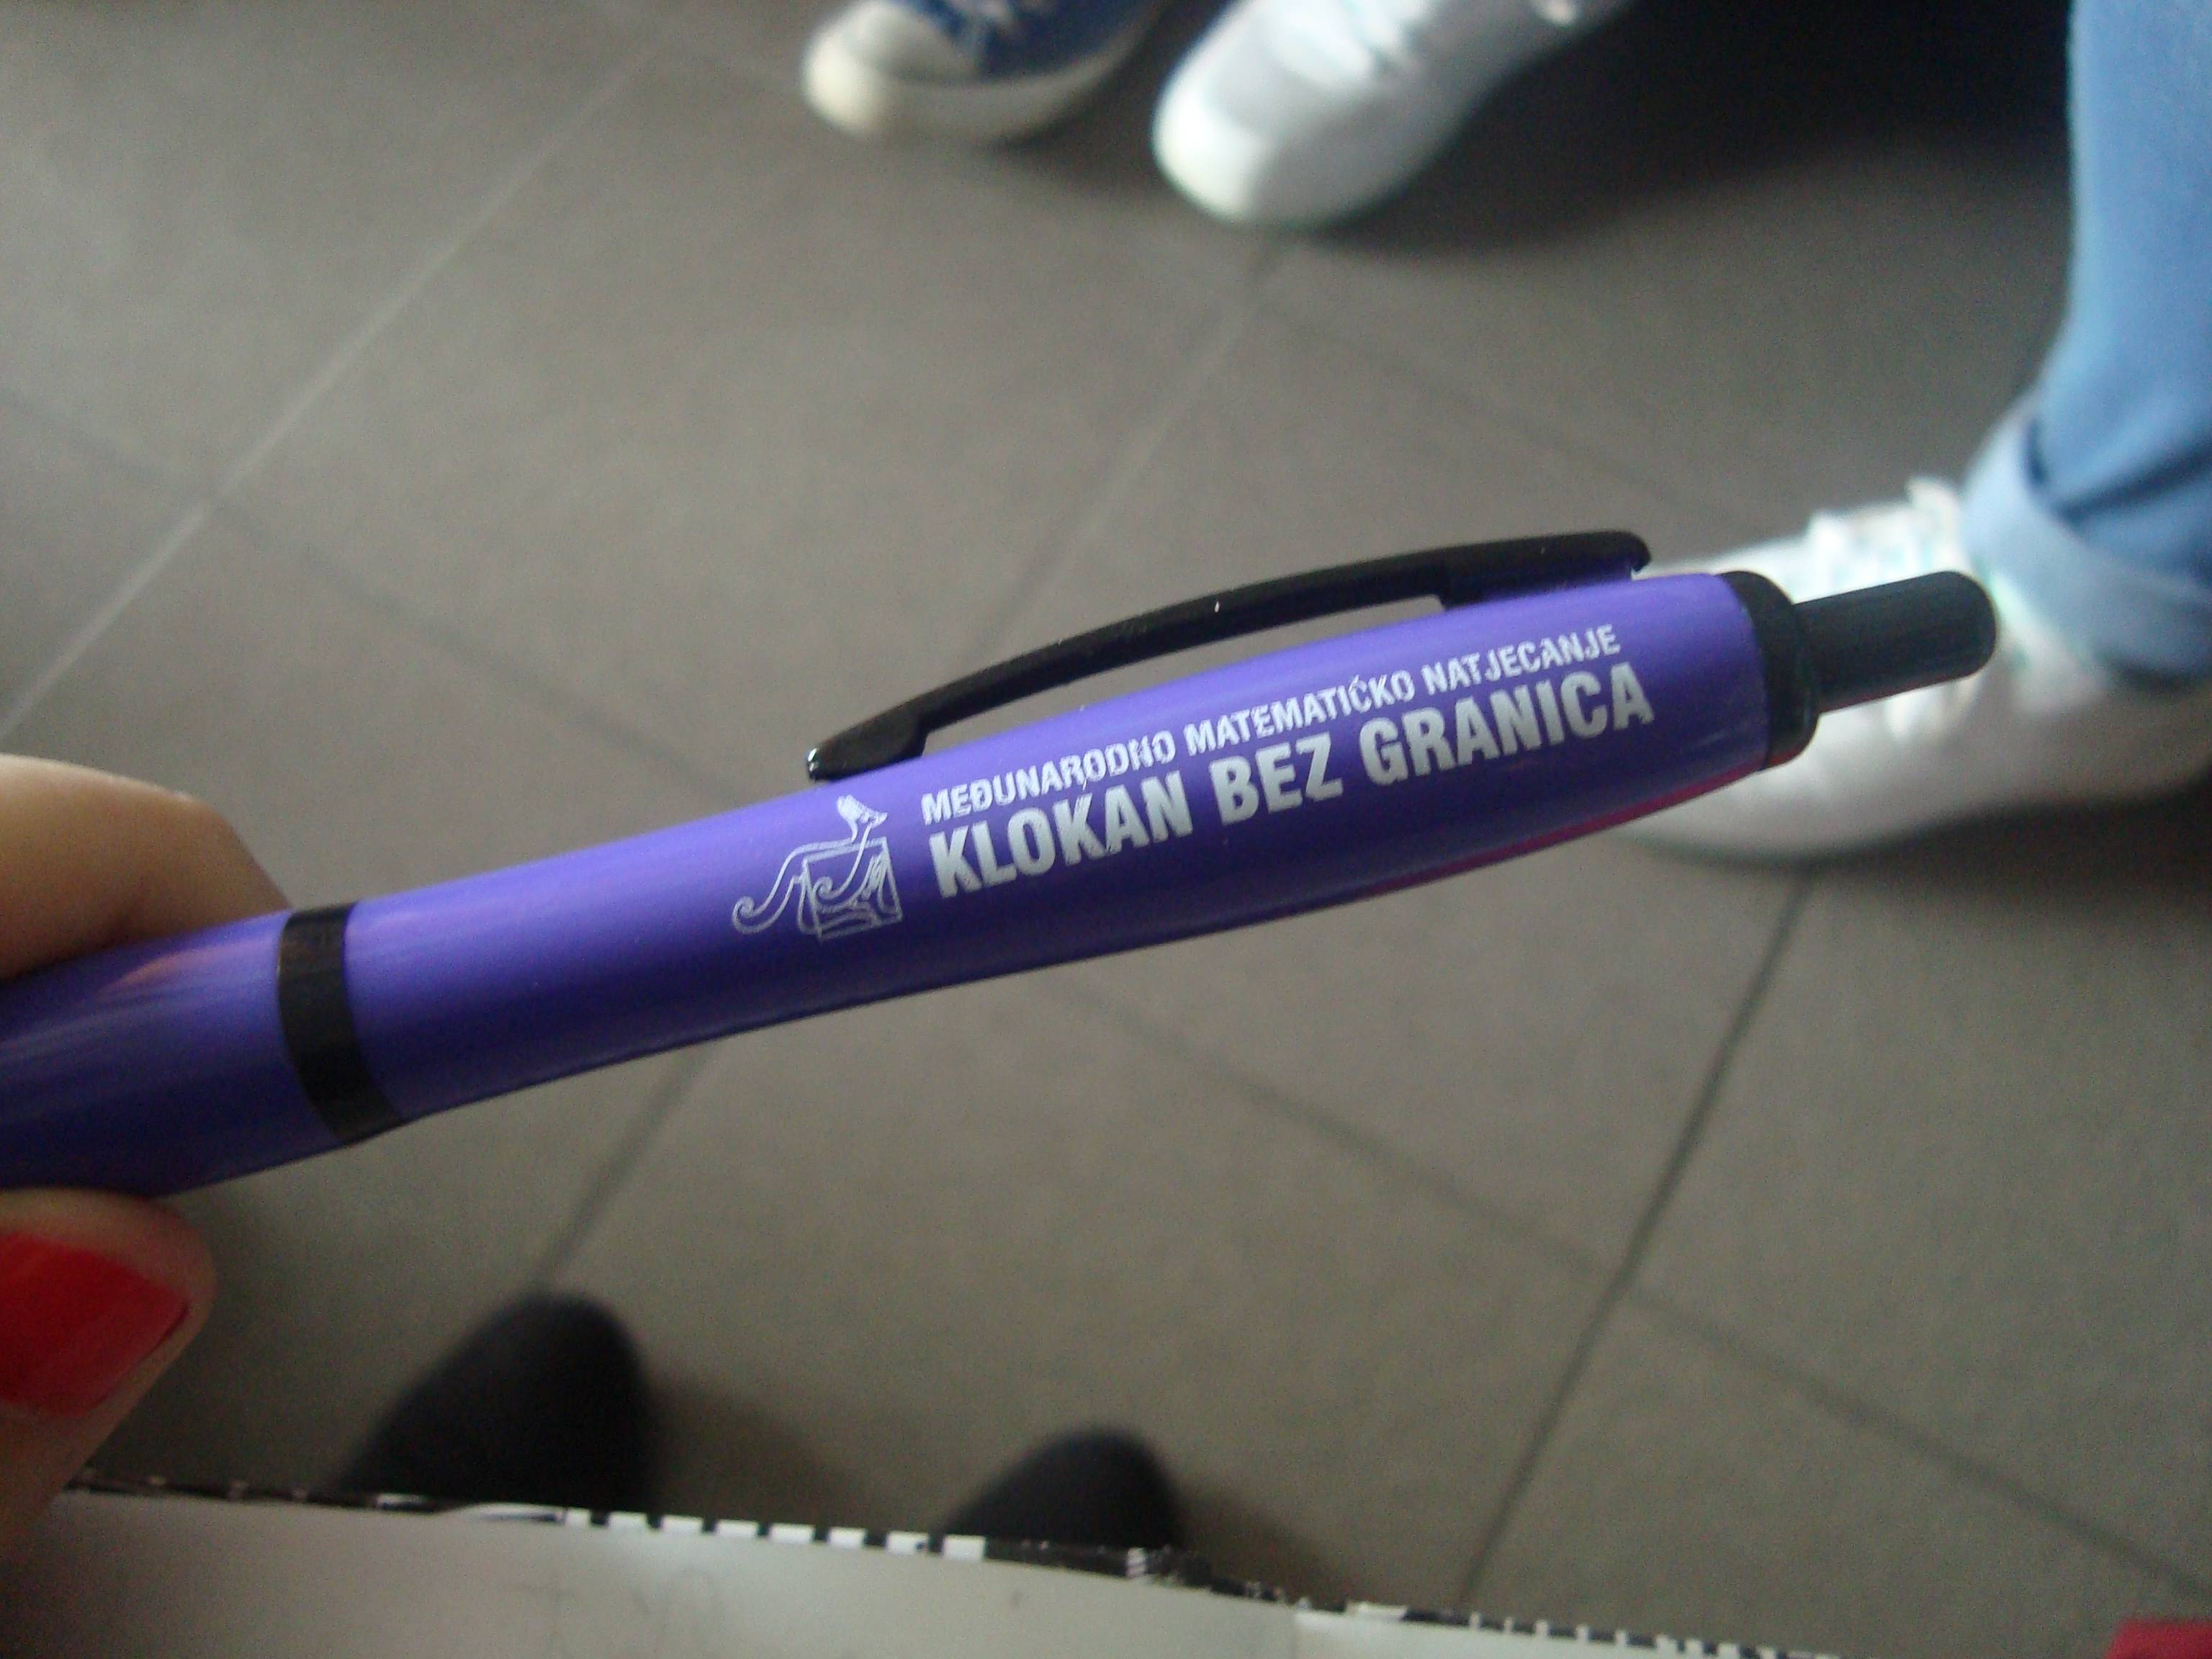 MEĐUNARODNO MATEMATIČKO NATJECANJE
KLOKAN BEZ GRANICA